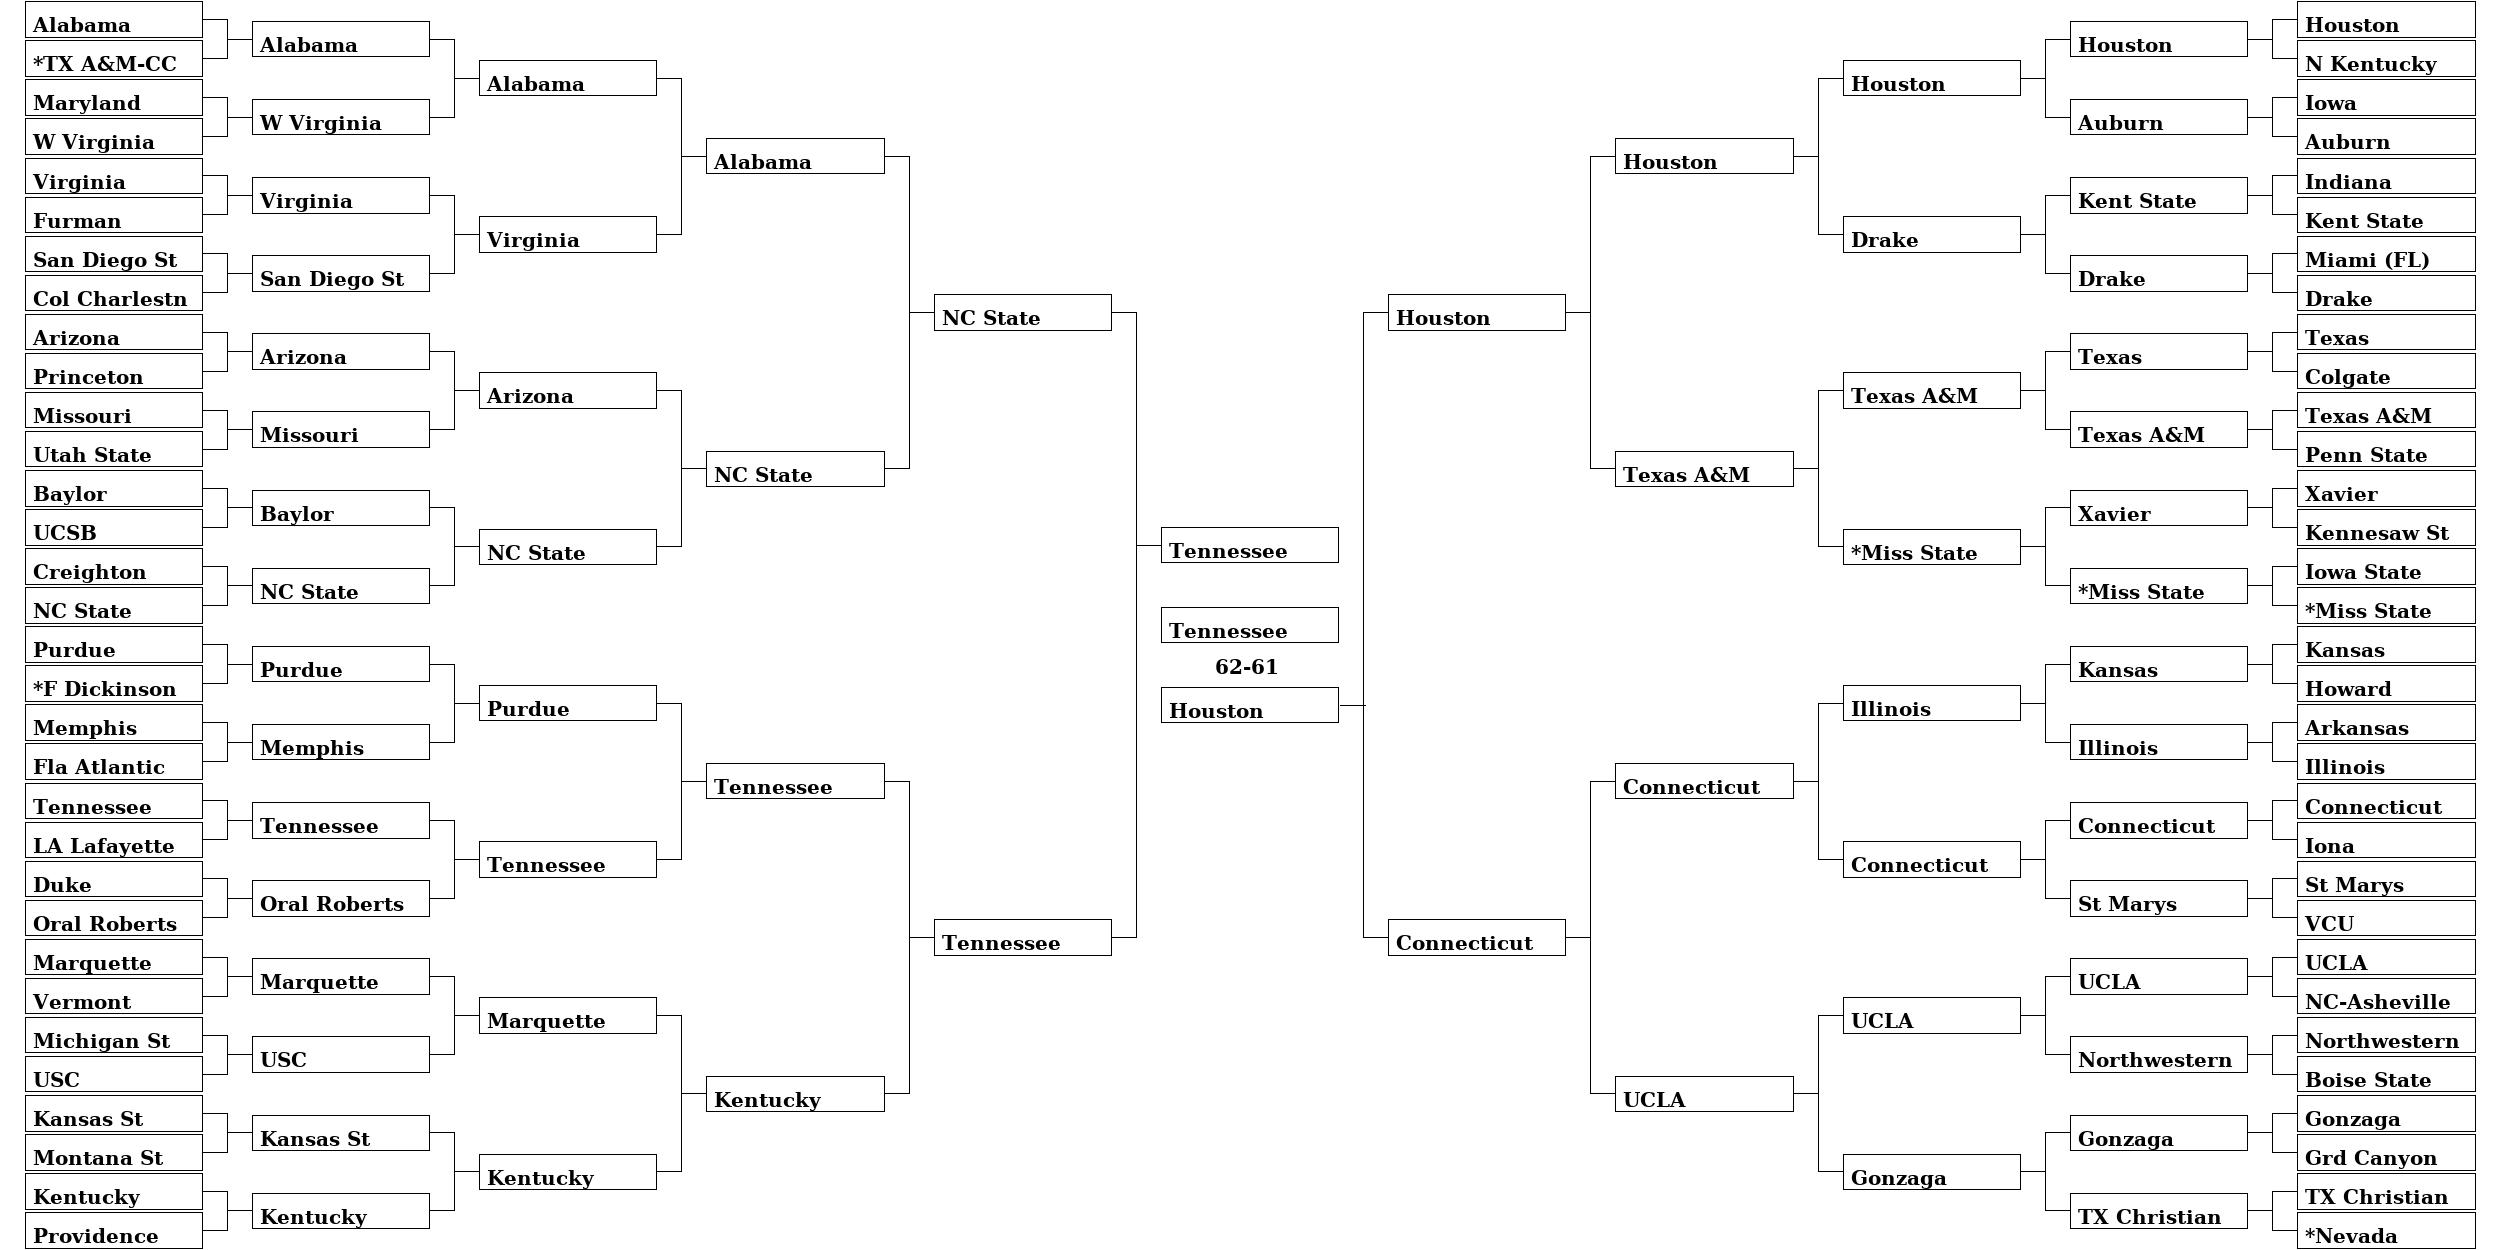 Alabama
*TX A&M-CC
Maryland
W Virginia
Virginia
Furman
San Diego St
Col Charlestn
Arizona
Princeton
Missouri
Utah State
Baylor
UCSB
Creighton
NC State
Purdue
*F Dickinson
Memphis
Fla Atlantic
Tennessee
LA Lafayette
Duke
Oral Roberts
Marquette
Vermont
Michigan St
USC
Kansas St
Montana St
Kentucky
Providence
Alabama
W Virginia
Virginia
San Diego St
Arizona
Missouri
Baylor
NC State
Purdue
Memphis
Tennessee
Oral Roberts
Marquette
USC
Kansas St
Kentucky
Alabama
Virginia
Arizona
NC State
Purdue
Tennessee
Marquette
Kentucky
Alabama
NC State
Tennessee
Kentucky
NC State
Tennessee
Tennessee
Tennessee
62-61
Houston
Houston
Connecticut
Houston
Texas A&M
Connecticut
UCLA
Houston
Drake
Texas A&M
*Miss State
Illinois
Connecticut
UCLA
Gonzaga
Houston
Auburn
Kent State
Drake
Texas
Texas A&M
Xavier
*Miss State
Kansas
Illinois
Connecticut
St Marys
UCLA
Northwestern
Gonzaga
TX Christian
Houston
N Kentucky
Iowa
Auburn
Indiana
Kent State
Miami (FL)
Drake
Texas
Colgate
Texas A&M
Penn State
Xavier
Kennesaw St
Iowa State
*Miss State
Kansas
Howard
Arkansas
Illinois
Connecticut
Iona
St Marys
VCU
UCLA
NC-Asheville
Northwestern
Boise State
Gonzaga
Grd Canyon
TX Christian
*Nevada